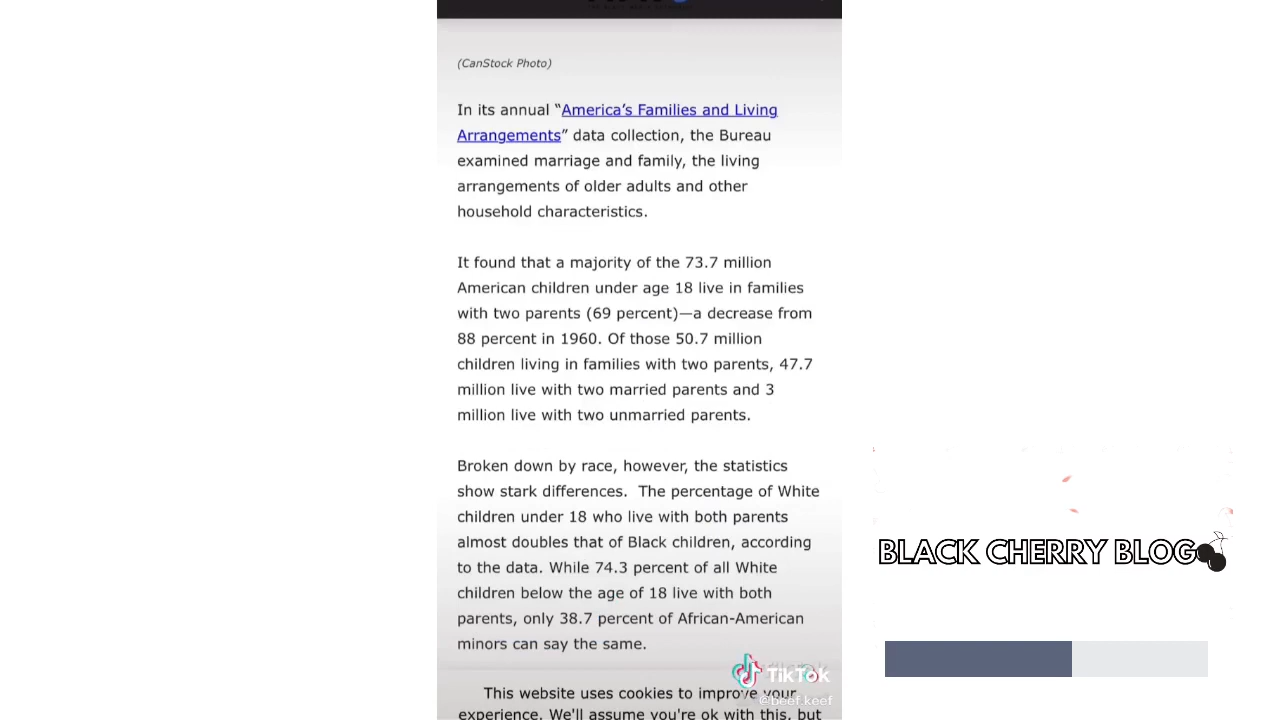 (CanStock Photo)
In its annual “America’s Families and Living
Arrangements” data collection, the Bureau
examined marriage and family, the living
arrangements of older adults and other
household characteristics.
It found that a majority of the 73.7 million
American children under age 18 live in families
with two parents (69 percent)—a decrease from
88 percent in 1960. Of those 50.7 million
children living in families with two parents, 47.7
million live with two married parents and 3
million live with two unmarried parents.
Broken down by race, however, the statistics
show stark differences.  The percentage of White
children under 18 who live with both parents
almost doubles that of Black children, according
to the data. While 74.3 percent of all White
children below the age of 18 live with both
parents, only 38.7 percent of African-American
minors can say the same.
This website uses cookies to improve your
experience. We'll assume you're ok with this, but
TikTok
@beef.keef
BLACK CHERRY BLOG